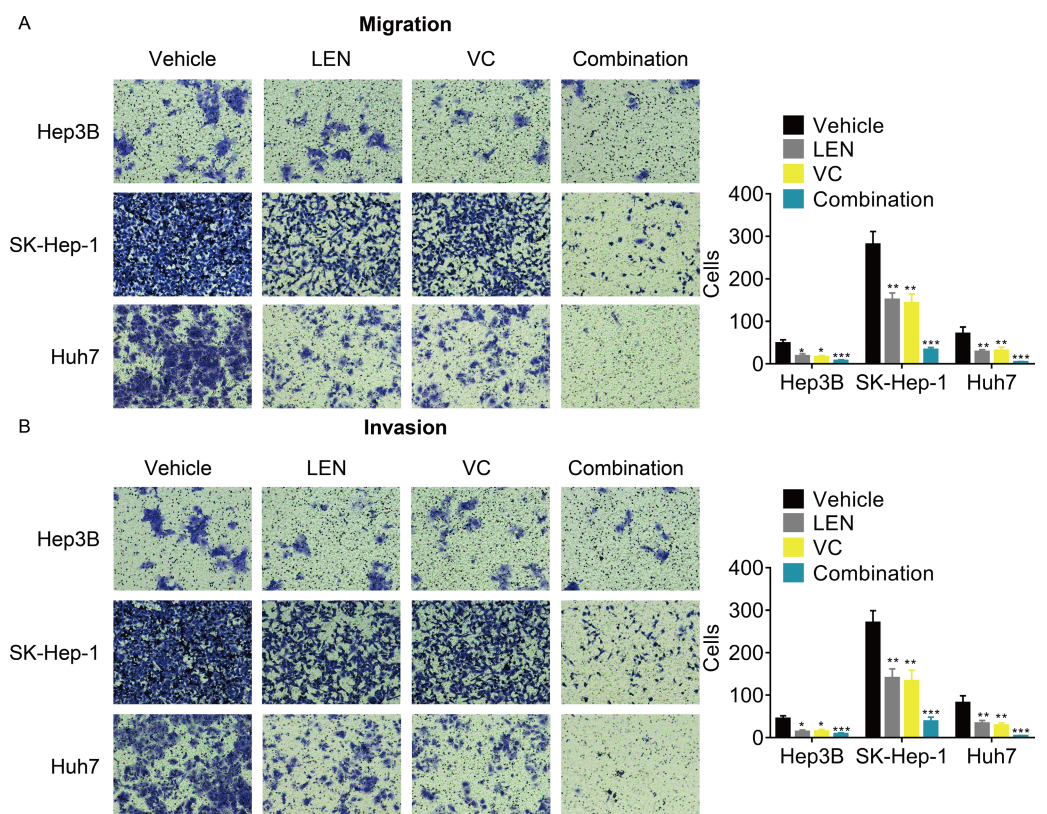 A
Migration
Vehicle LEN VC Combination
Hep3B
SK-Hep-1
Huh7
Vehicle
LEN
VC
Combination
Cells
400
300
200
100
0
* * ***
** ** ***
** ** ***
Hep3B SK-Hep-1 Huh7
B
Invasion
Vehicle LEN VC Combination
Hep3B
SK-Hep-1
Huh7
Vehicle
LEN
VC
Combination
Cells
400
300
200
100
0
* * ***
** ** ***
** ** ***
Hep3B SK-Hep-1 Huh7